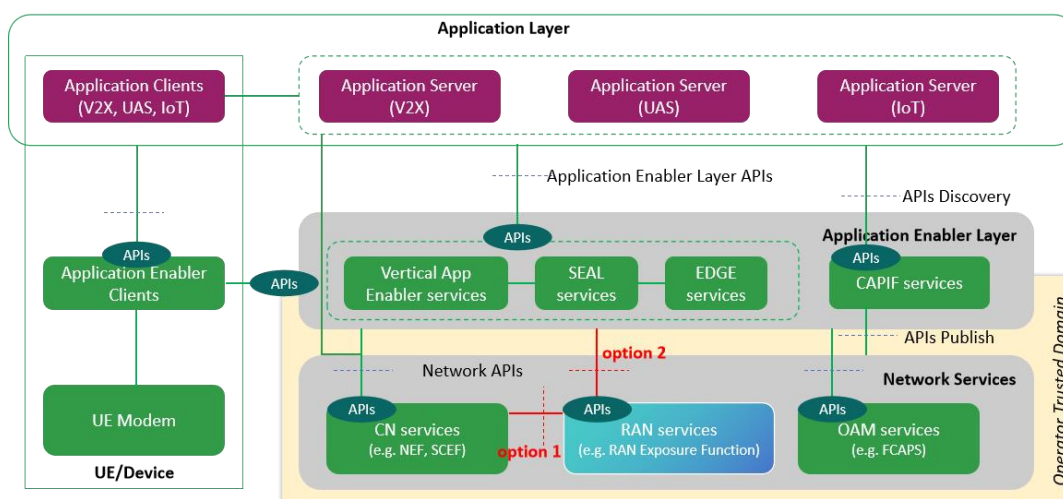 Application Layer
Application Clients
(V2X, UAS, IoT)
Application Server
(V2X)
Application Server
(UAS)
Application Server
(IoT)
Application Enabler Layer APIs
APIs Discovery
APIs
APIs
APIs
Application Enabler Layer
Application Enabler
Clients
APIs
Vertical App
Enabler services
SEAL
services
EDGE
services
CAPIF services
option 2
APIs Publish
Network APIs
Network Services
UE Modem
APIs
CN services
(e.g. NEF, SCEF)
option 1
APIs
RAN services
(e.g. RAN Exposure Function)
APIs
OAM services
(e.g. FCAPS)
UE/Device
Operator Trusted Domain